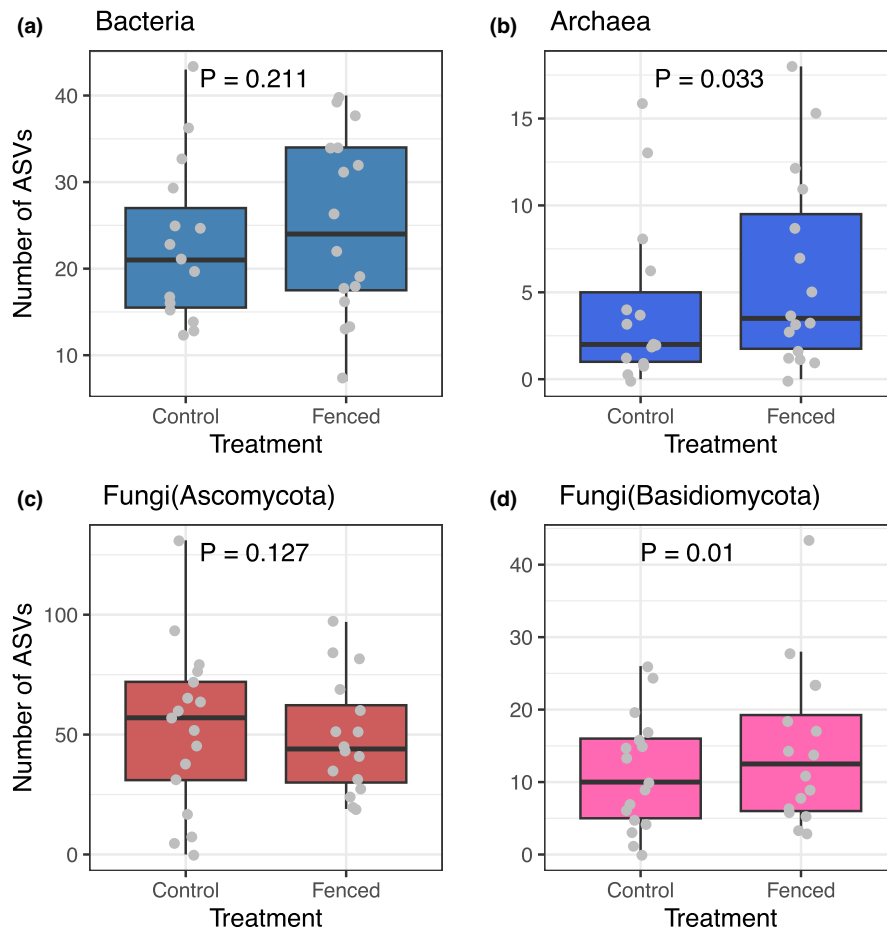 (a) Bacteria
P = 0.211
Number of ASVs
40
30
20
10
Control Fenced
Treatment
(b) Archaea
P = 0.033
15
10
5
0
Control Fenced
Treatment
(c) Fungi(Ascomycota)
P = 0.127
Number of ASVs
100
50
0
Control Fenced
Treatment
(d) Fungi(Basidiomycota)
P = 0.01
40
30
20
10
0
Control Fenced
Treatment